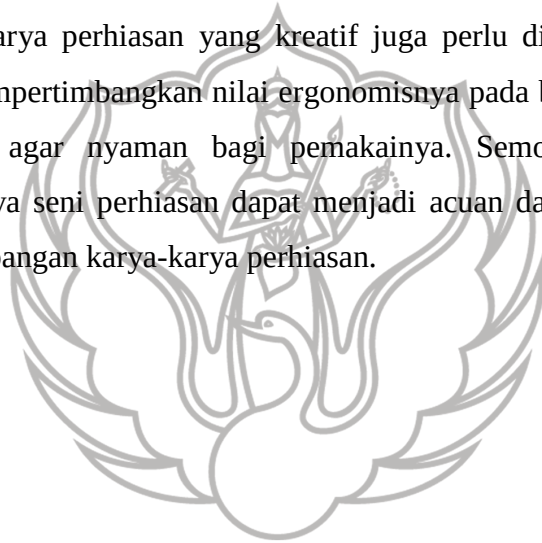 arya perhiasan yang kreatif juga perlu di
mpertimbangkan nilai ergonomisnya pada b
agar nyaman bagi pemakainya. Semo
ya seni perhiasan dapat menjadi acuan da
bangan karya-karya perhiasan.